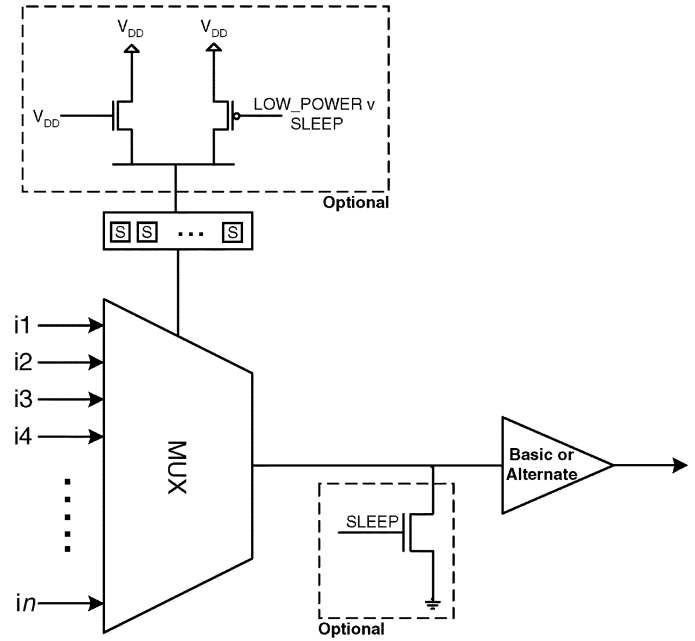 VDD VDD
VDD
LOW_POWER v
SLEEP
Optional
S S ... S
i1
i2
i3
i4
in
MUX
Basic or
Alternate
SLEEP
Optional